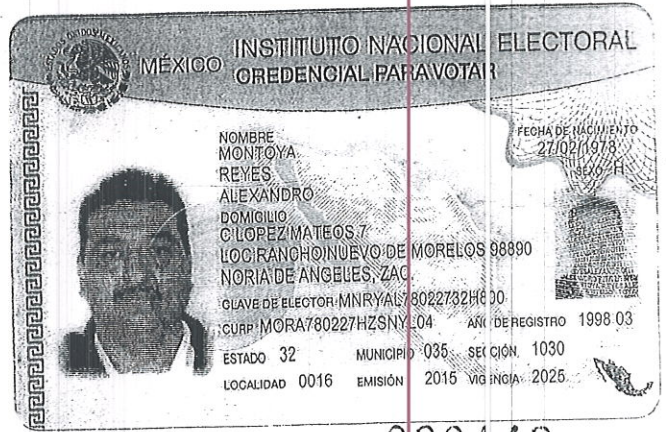 MÉXICO
INSTITUTO NACIONAL ELECTORAL
CREDENCIAL PARA VOTAR
NOMBRE
MONTOYA
REYES
ALEXANDRO
FECHA DE NACIMIENTO
27/02/1978
SEXO H
DOMICILIO
C LOPEZ MATEOS 7
LOC RANCHO NUEVO DE MORELOS 98890
NORIA DE ANGELES, ZAC.
CLAVE DE ELECTOR MNRYAL78022732H800
CURP MORA780227HZSNYL04 AÑO DE REGISTRO 1998 03
ESTADO 32 MUNICIPIO 035 SECCIÓN 1030
LOCALIDAD 0016 EMISIÓN 2015 VIGENCIA 2025